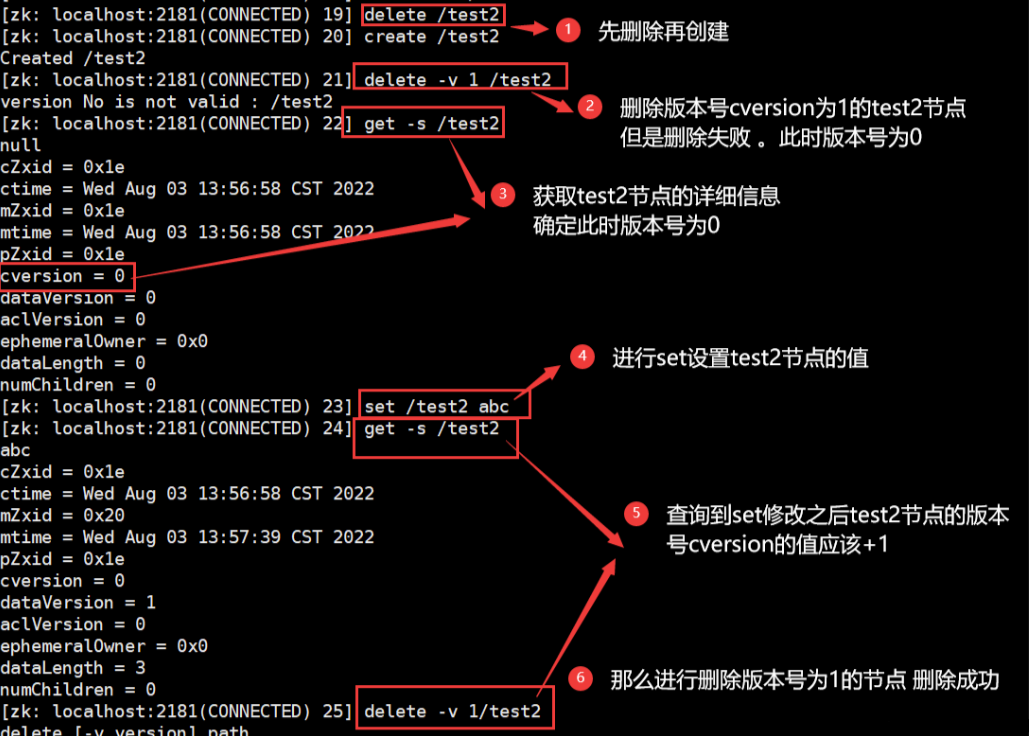 [zk: localhost:2181(CONNECTED) 19] delete /test2
[zk: localhost:2181(CONNECTED) 20] create /test2
1 先删除再创建
Created /test2
[zk: localhost:2181(CONNECTED) 21] delete -v 1 /test2
version No is not valid : /test2
2 删除版本号cversion为1的test2节点
但是删除失败 。此时版本号为0
[zk: localhost:2181(CONNECTED) 22] get -s /test2
null
cZxid = 0x1e
ctime = Wed Aug 03 13:56:58 CST 2022
mZxid = 0x1e
mtime = Wed Aug 03 13:56:58 CST 2022
3 获取test2节点的详细信息
确定此时版本号为0
pZxid = 0x1e
cversion = 0
dataVersion = 0
aclVersion = 0
ephemeralOwner = 0x0
dataLength = 0
numChildren = 0
4 进行set设置test2节点的值
[zk: localhost:2181(CONNECTED) 23] set /test2 abc
[zk: localhost:2181(CONNECTED) 24] get -s /test2
abc
cZxid = 0x1e
ctime = Wed Aug 03 13:56:58 CST 2022
mZxid = 0x20
mtime = Wed Aug 03 13:57:39 CST 2022
5 查询到set修改之后test2节点的版本
号cversion的值应该+1
pZxid = 0x1e
cversion = 0
dataVersion = 1
aclVersion = 0
ephemeralOwner = 0x0
dataLength = 3
numChildren = 0
6 那么进行删除版本号为1的节点 删除成功
[zk: localhost:2181(CONNECTED) 25] delete -v 1/test2
delete [-v version] path